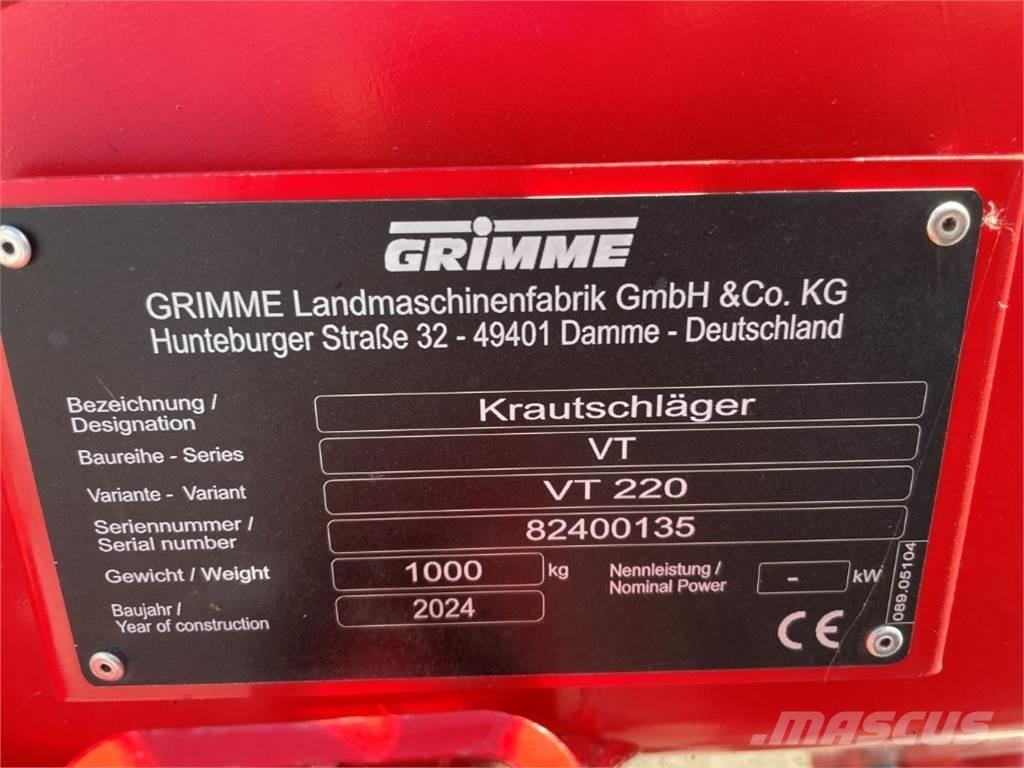 GRIMME
GRIMME Landmaschinenfabrik GmbH &Co. KG
Hunteburger Straße 32 - 49401 Damme - Deutschland
Bezeichnung /
Designation
Krautschläger
Baureihe - Series
VT
Variante - Variant
VT 220
Seriennummer /
Serial number
82400135
Gewicht / Weight
1000 kg
Nennleistung /
Nominal Power
- kW
Baujahr /
Year of construction
2024
CE
089.05104
MASCUS